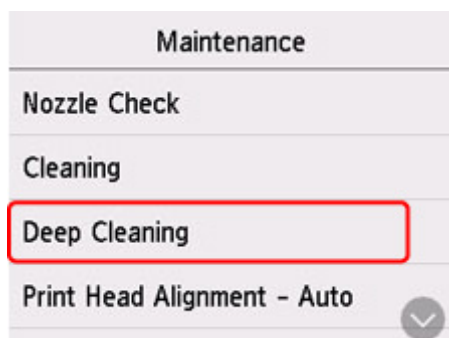 Maintenance
Nozzle Check
Cleaning
Deep Cleaning
Print Head Alignment - Auto